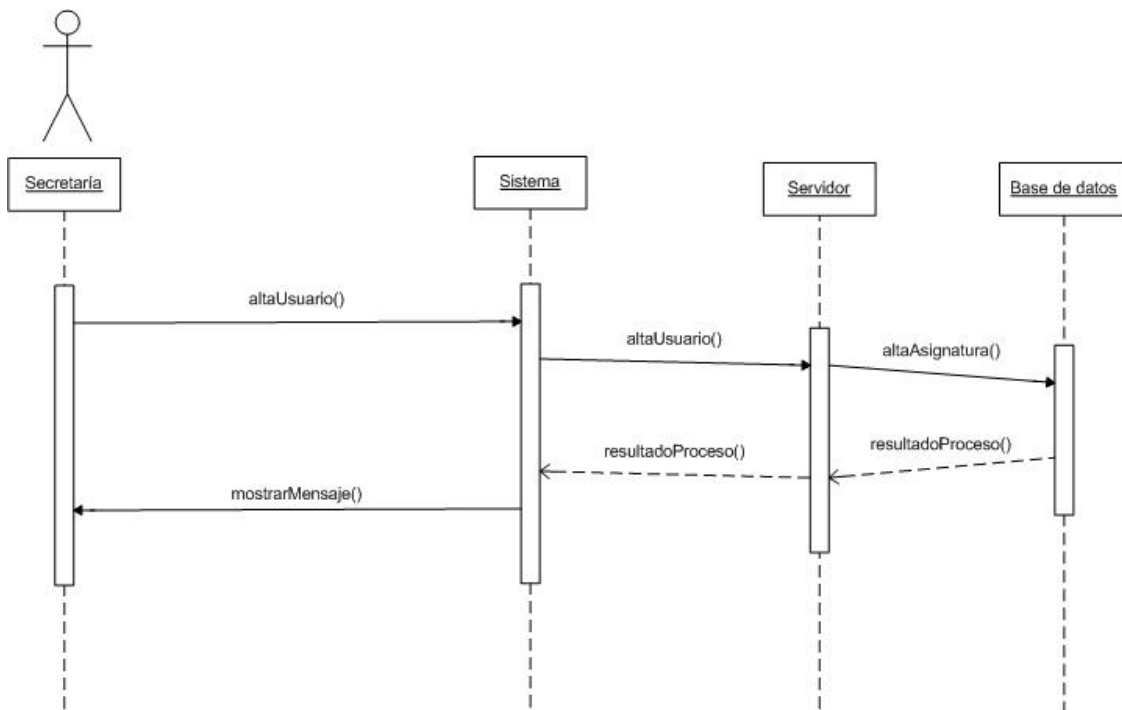 Secretaría
Sistema
Servidor
Base de datos
altaUsuario()
altaUsuario()
altaAsignatura()
resultadoProceso()
resultadoProceso()
mostrarMensaje()